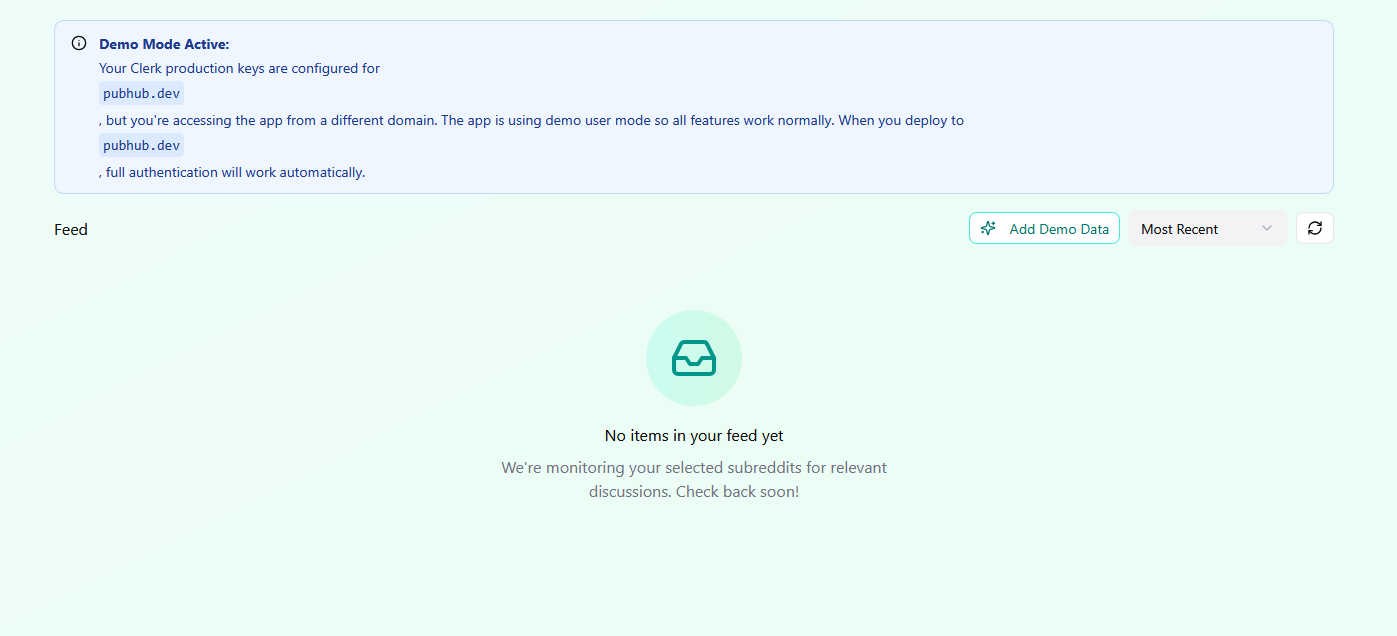 Demo Mode Active:
Your Clerk production keys are configured for
pubhub.dev
, but you're accessing the app from a different domain. The app is using demo user mode so all features work normally. When you deploy to
pubhub.dev
, full authentication will work automatically.
Feed
Add Demo Data
Most Recent
No items in your feed yet
We're monitoring your selected subreddits for relevant
discussions. Check back soon!